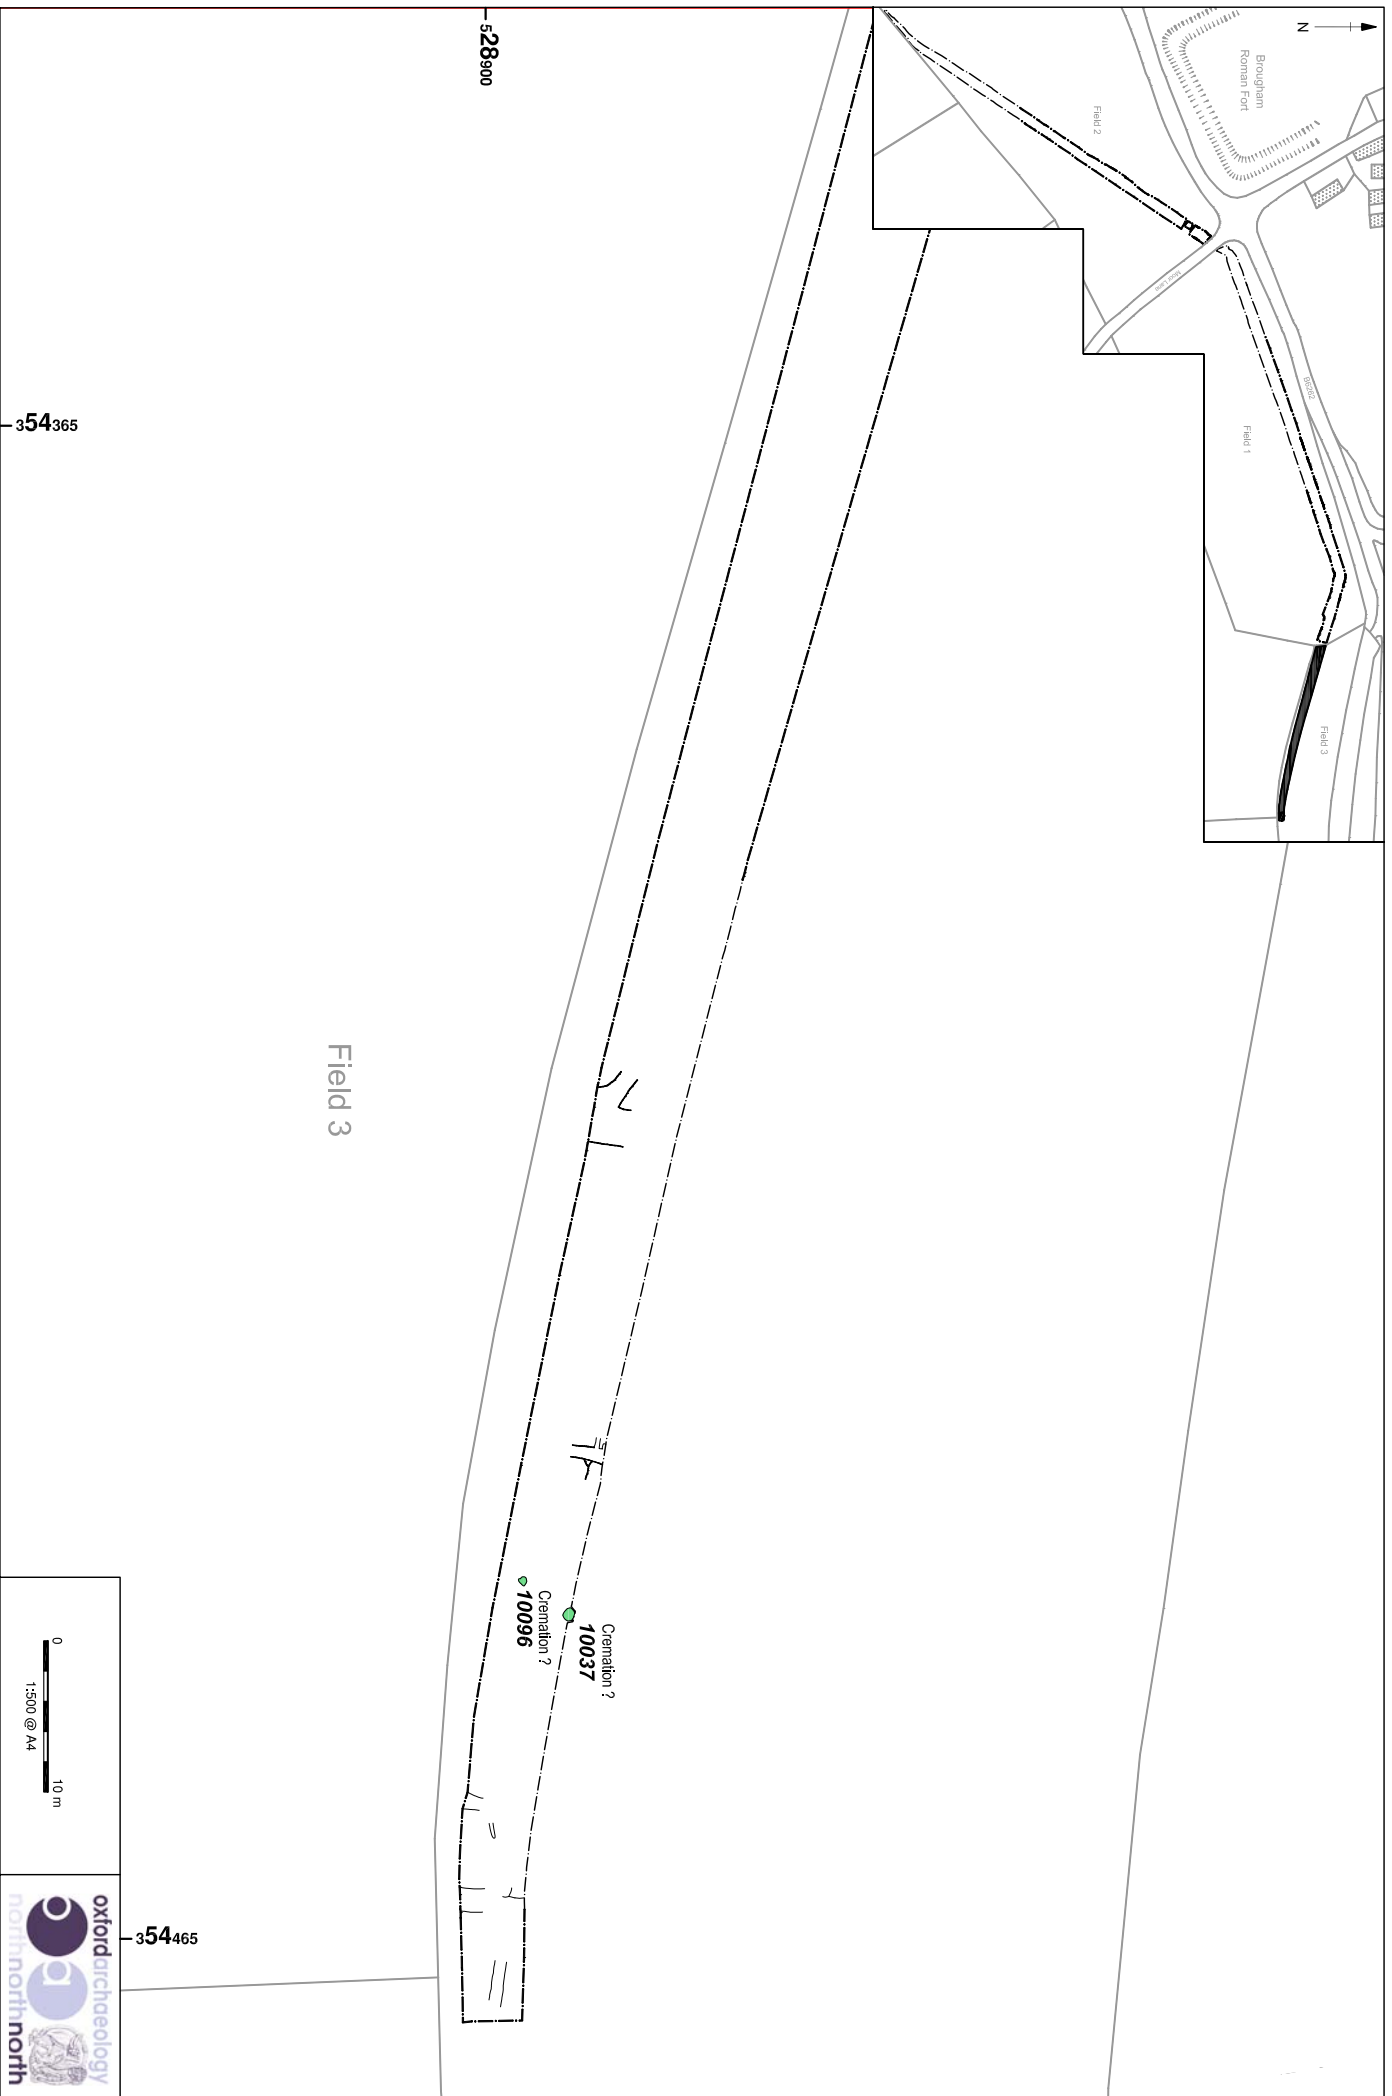 N
Brougham
Roman Fort
Field 2
Moor Lane
B6262
Field 1
Field 3
528900
354365
Field 3
Cremation ?
10037
Cremation ?
10096
354465
0 10 m
1:500 @ A4
oxfordarchaeology
northnorthnorth